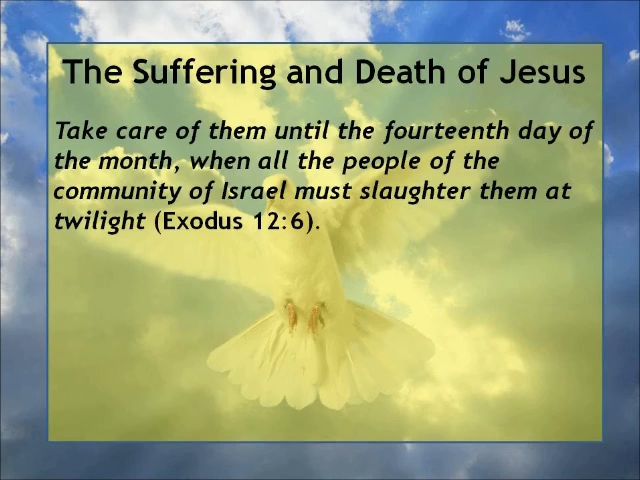 The Suffering and Death of Jesus
Take care of them until the fourteenth day of
the month, when all the people of the
community of Israel must slaughter them at
twilight (Exodus 12:6).